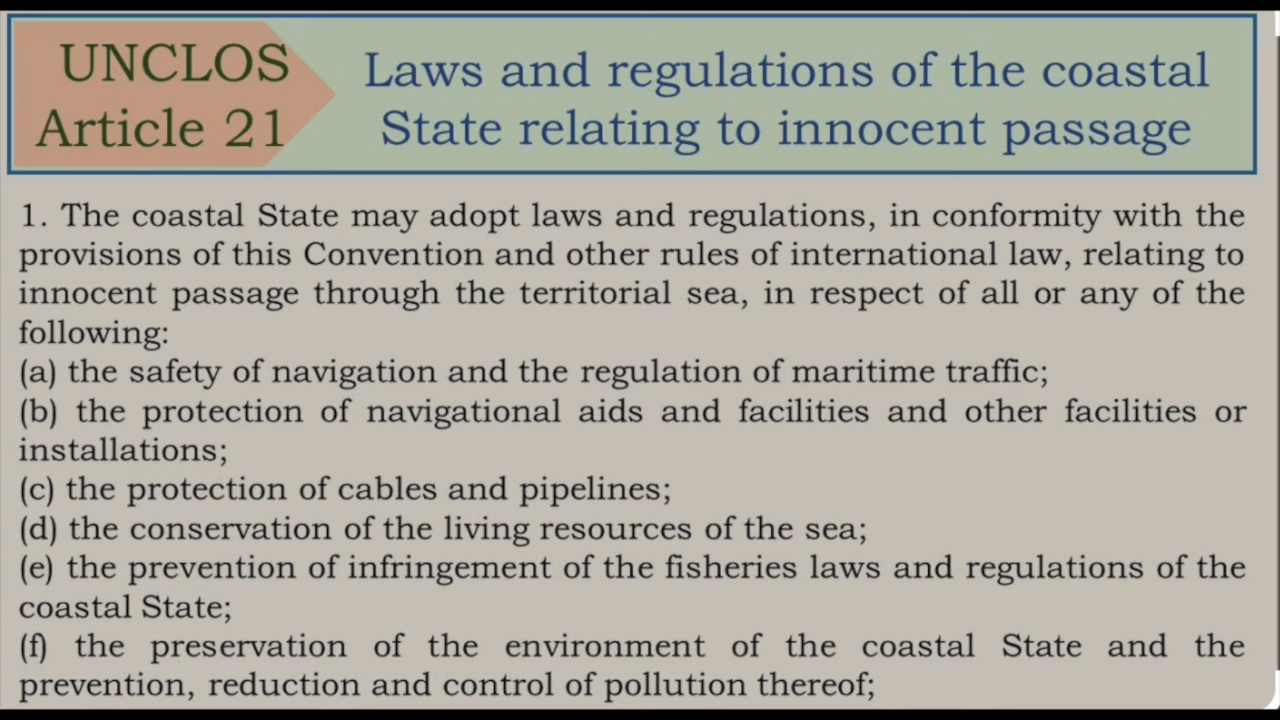 UNCLOS
Article 21
Laws and regulations of the coastal
State relating to innocent passage
1. The coastal State may adopt laws and regulations, in conformity with the
provisions of this Convention and other rules of international law, relating to
innocent passage through the territorial sea, in respect of all or any of the
following:
(a) the safety of navigation and the regulation of maritime traffic;
(b) the protection of navigational aids and facilities and other facilities or
installations;
(c) the protection of cables and pipelines;
(d) the conservation of the living resources of the sea;
(e) the prevention of infringement of the fisheries laws and regulations of the
coastal State;
(f) the preservation of the environment of the coastal State and the
prevention, reduction and control of pollution thereof;